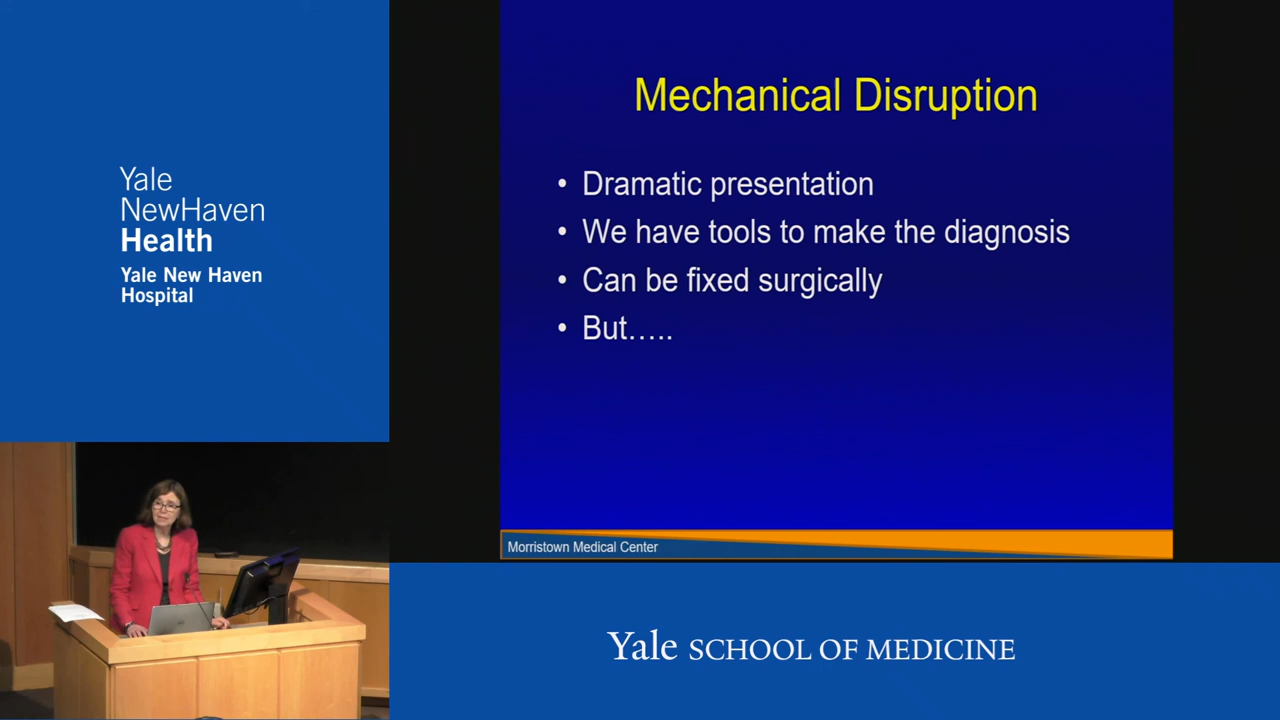 Yale
NewHaven
Health
Yale New Haven
Hospital
Mechanical Disruption
• Dramatic presentation
• We have tools to make the diagnosis
• Can be fixed surgically
• But…..
Morristown Medical Center
Yale SCHOOL OF MEDICINE